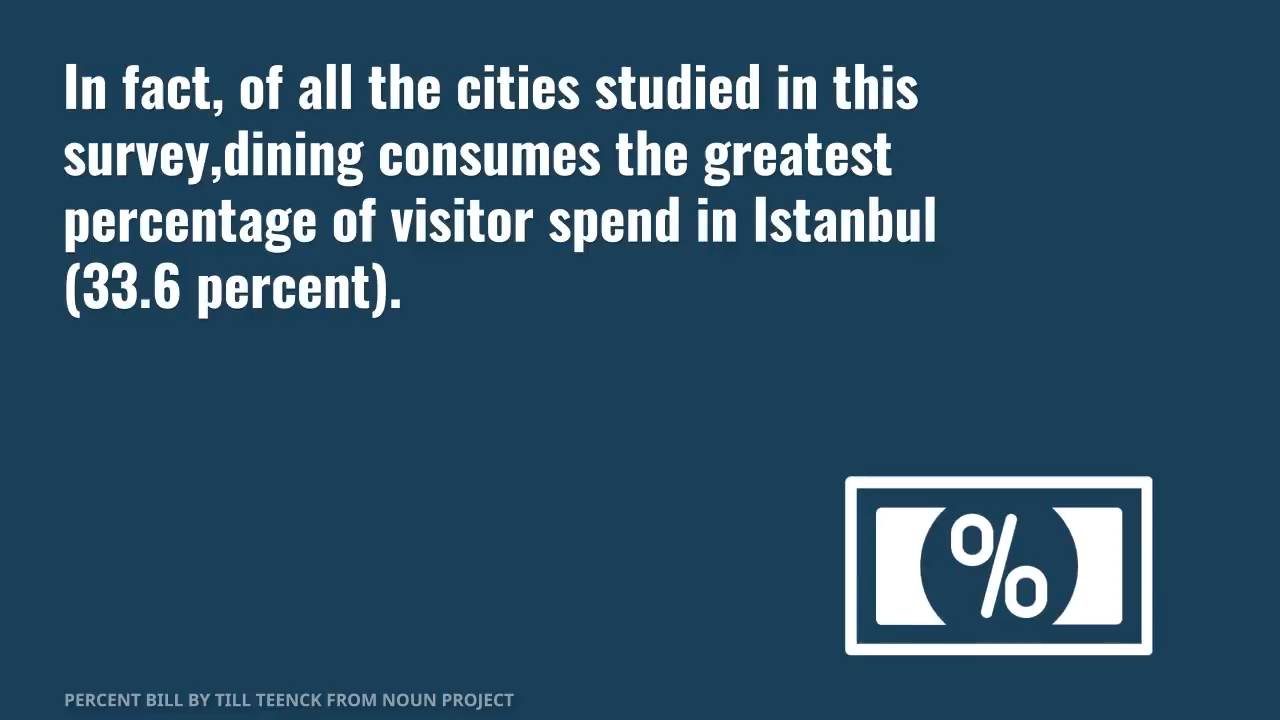 In fact, of all the cities studied in this
survey,dining consumes the greatest
percentage of visitor spend in Istanbul
(33.6 percent).
%
PERCENT BILL BY TILL TEENCK FROM NOUN PROJECT